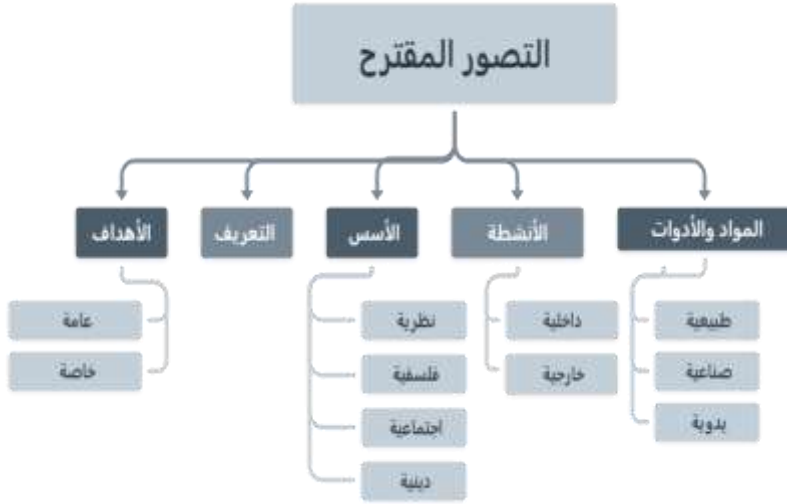 التصور المقترح
المواد والأدوات
الأنشطة
الأسس
التعريف
الأهداف
طبيعية
صناعية
يدوية
داخلية
خارجية
نظرية
فلسفية
اجتماعية
دينية
عامة
خاصة